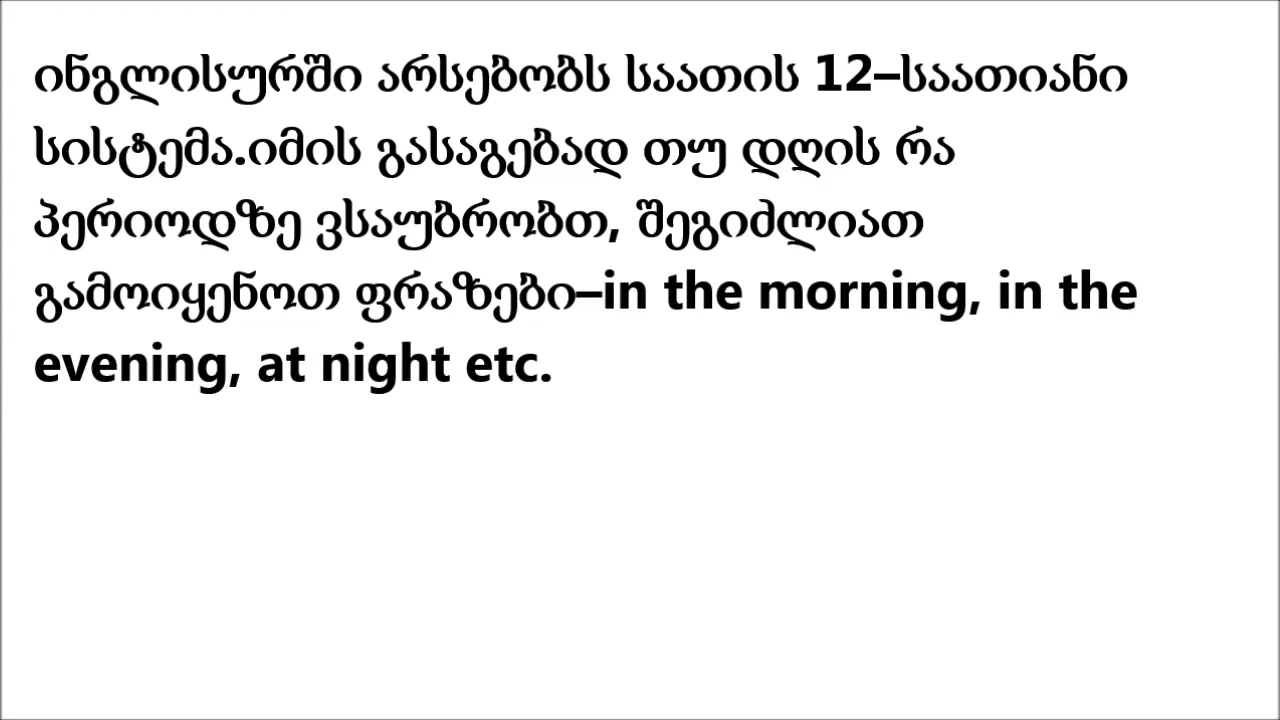 ინგლისურში არსებობს საათის 12–საათიანი
სისტემა.იმის გასაგებად თუ დღის რა
პერიოდზე ვსაუბრობთ, შეგიძლიათ
გამოიყენოთ ფრაზები–in the morning, in the
evening, at night etc.